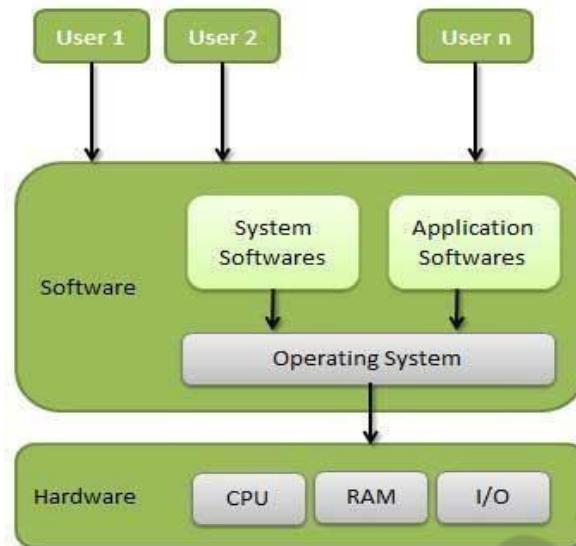 User 1
User 2
User n
System
Softwares
Application
Softwares
Software
Operating System
Hardware
CPU
RAM
I/O